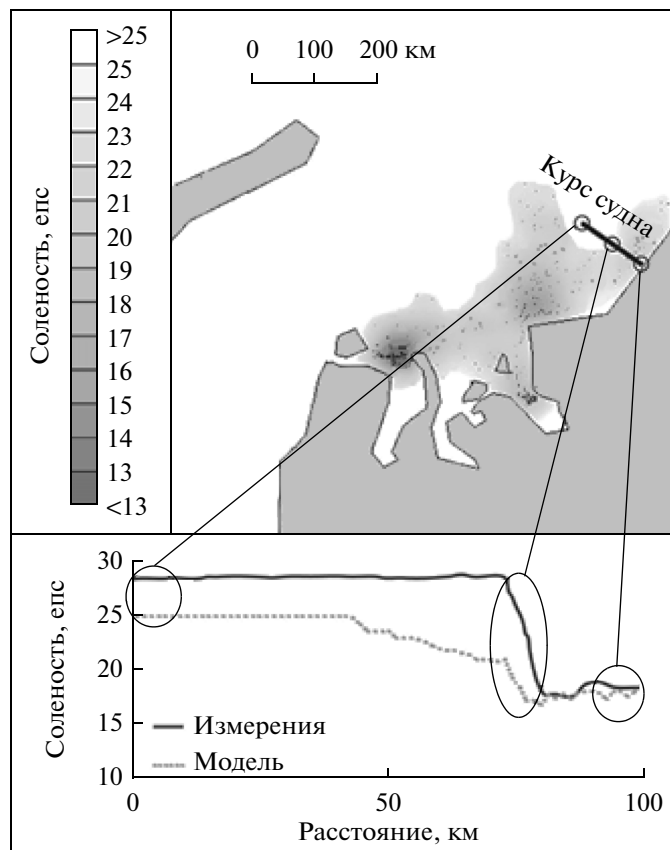 >25
25
24
23
22
21
20
19
18
17
16
15
14
13
<13
Соленость, епс
0 100 200 км
Курс судна
30
25
20
15
10
Соленость, епс
Измерения
Модель
0 50 100
Расстояние, км